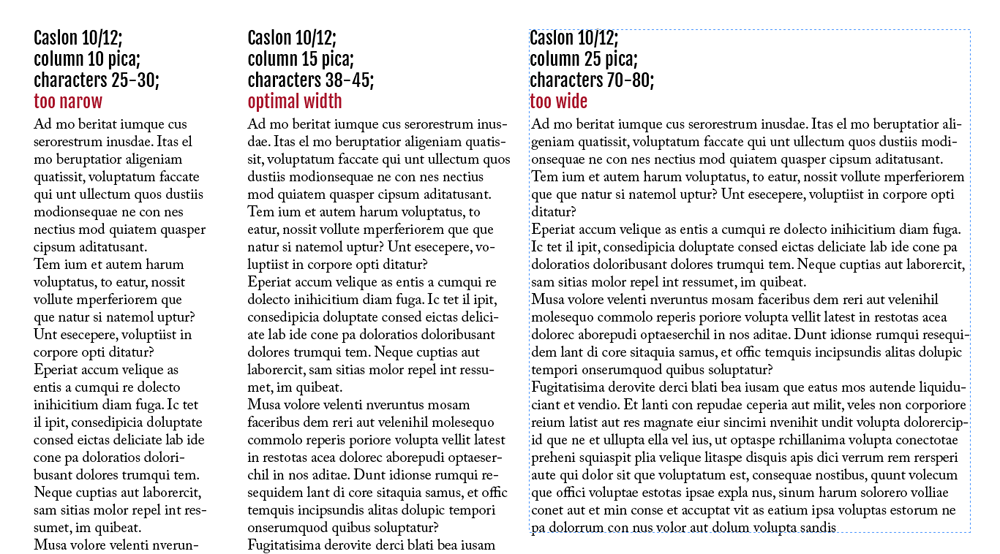 Caslon 10/12;
column 10 pica;
characters 25-30;
too narow
Ad mo beritat iumque cus
serorestrum inusdae. Itas el
mo beruptatior aligeniam
quatissit, voluptatum faccate
qui unt ullectum quos dustiis
modionsequae ne con nes
nectius mod quiatem quasper
cipsum aditatusant.
Tem ium et autem harum
voluptatus, to eatur, nossit
vollute mperferiorem que
que natur si natemol uptur?
Unt esecepere, voluptiist in
corpore opti ditatur?
Eperiat accum velique as
entis a cumqui re dolecto
inihicitium diam fuga. Ic tet
il ipit, consedipicia doluptate
consed eictas deliciate lab ide
cone pa doloratios dolori-
busant dolores trumqui tem.
Neque cuptias aut laborercit,
sam sitias molor repel int res-
sumet, im quibeat.
Musa volore velenti nverun-
Caslon 10/12;
column 15 pica;
characters 38-45;
optimal width
Ad mo beritat iumque cus serorestrum inus-
dae. Itas el mo beruptatior aligeniam quatis-
sit, voluptatum faccate qui unt ullectum quos
dustiis modionsequae ne con nes nectius
mod quiatem quasper cipsum aditatusant.
Tem ium et autem harum voluptatus, to
eatur, nossit vollute mperferiorem que que
natur si natemol uptur? Unt esecepere, vo-
luptiist in corpore opti ditatur?
Eperiat accum velique as entis a cumqui re
dolecto inihicitium diam fuga. Ic tet il ipit,
consedipicia doluptate consed eictas delici-
ate lab ide cone pa doloratios doloribusant
dolores trumqui tem. Neque cuptias aut
laborercit, sam sitias molor repel int ressu-
met, im quibeat.
Musa volore velenti nveruntus mosam
faceribus dem reri aut velenihil molesequo
commolo reperis poriore volupta vellit latest
in restotas acea dolorec aborepudi optaeser-
chil in nos aditae. Dunt idionse rumqui re-
sequidem lant di core sitaquia samus, et offic
temquis incipsundis alitas dolupic tempori
onserumquod quibus soluptatur?
Fugitatisima derovite derci blati bea iusam
Caslon 10/12;
column 25 pica;
characters 70-80;
too wide
Ad mo beritat iumque cus serorestrum inusdae. Itas el mo beruptatior ali-
geniam quatissit, voluptatum faccate qui unt ullectum quos dustiis modi-
onsequae ne con nes nectius mod quiatem quasper cipsum aditatusant.
Tem ium et autem harum voluptatus, to eatur, nossit vollute mperferiorem
que que natur si natemol uptur? Unt esecepere, voluptiist in corpore opti
ditatur?
Eperiat accum velique as entis a cumqui re dolecto inihicitium diam fuga.
Ic tet il ipit, consedipicia doluptate consed eictas deliciate lab ide cone pa
doloratios doloribusant dolores trumqui tem. Neque cuptias aut laborercit,
sam sitias molor repel int ressumet, im quibeat.
Musa volore velenti nveruntus mosam faceribus dem reri aut velenihil
molesequo commolo reperis poriore volupta vellit latest in restotas acea
dolorec aborepudi optaeserchil in nos aditae. Dunt idionse rumqui resequi-
dem lant di core sitaquia samus, et offic temquis incipsundis alitas dolupic
tempori onserumquod quibus soluptatur?
Fugitatisima derovite derci blati bea iusam que eatus mos autende liquidu-
ciant et vendio. Et lanti con repudae ceperia aut milit, veles non corporiore
reium latist aut res magnate eiur sincimi nvenihit undit volupta dolorercip-
id que ne et ullupta ella vel ius, ut optaspe rchillanima volupta conectotae
preheni squiaspit plia velique litaspe disquis apis dici verrum rem rersperi
aute qui dolor sit que voluptatum est, consequae nostibus, quunt volecum
que offici voluptae estotas ipsae expla nus, sinum harum solorero volliae
conet aut et min conse et accuptat vit as eatium ipsa voluptas estorum ne
pa dolorrum con nus volor aut dolum volupta sandis